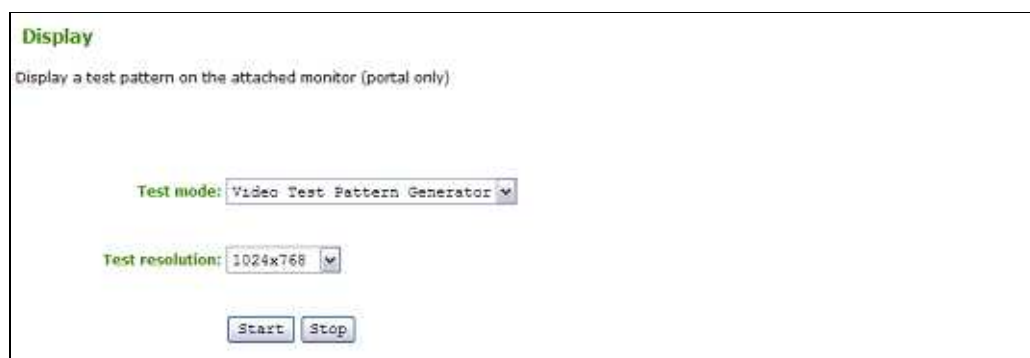 Display
Display a test pattern on the attached monitor (portal only)
Test mode: Video Test Pattern Generator
Test resolution: 1024x768
Start Stop